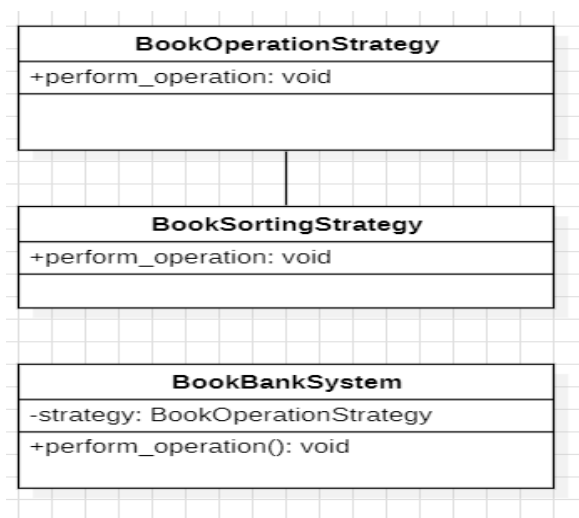 BookOperationStrategy
+perform_operation: void
BookSortingStrategy
+perform_operation: void
BookBankSystem
-strategy: BookOperationStrategy
+perform_operation(): void